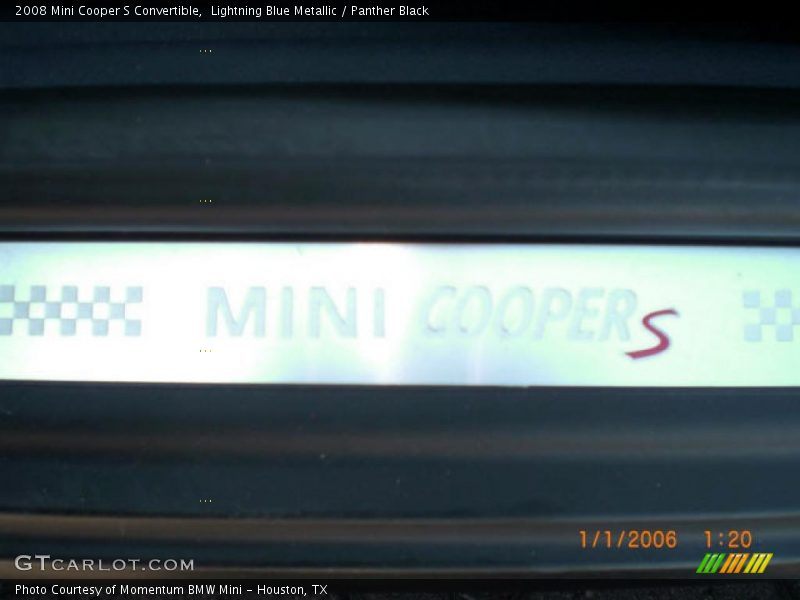 2008 Mini Cooper S Convertible,  Lightning Blue Metallic / Panther Black
MINI COOPER S
1/1/2006 1:20
GTCARLOT.COM
Photo Courtesy of Momentum BMW Mini - Houston, TX